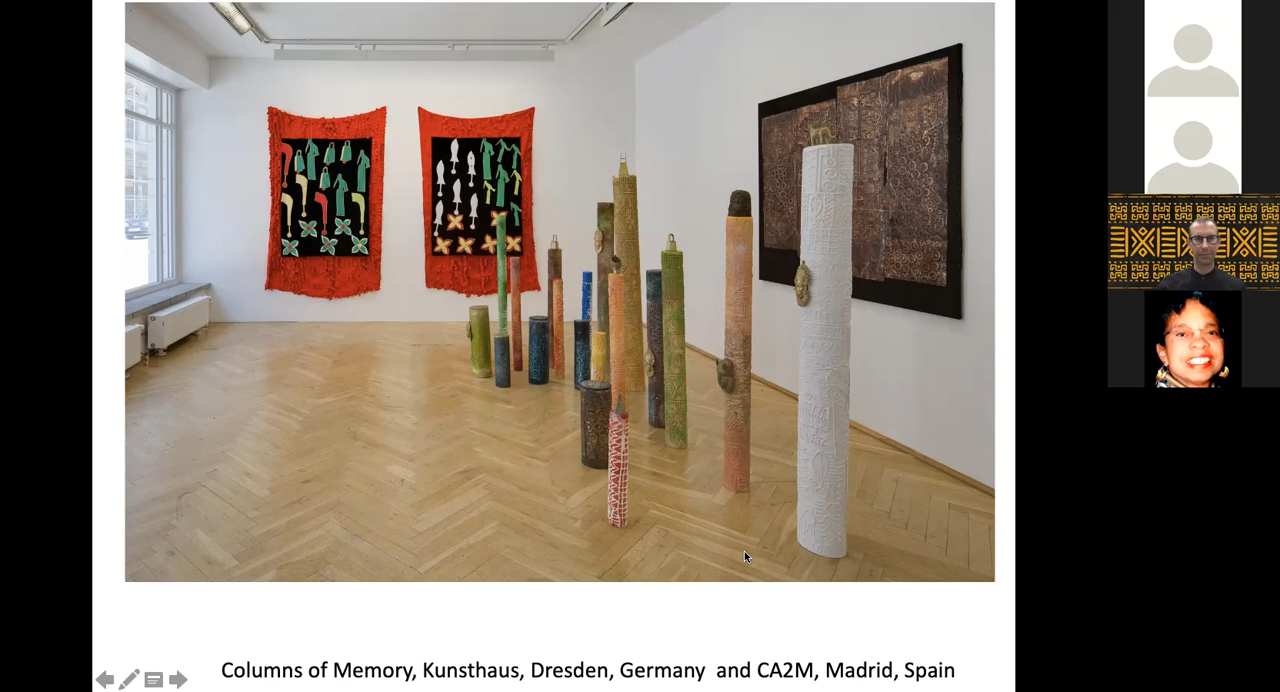 Columns of Memory, Kunsthaus, Dresden, Germany  and CA2M, Madrid, Spain